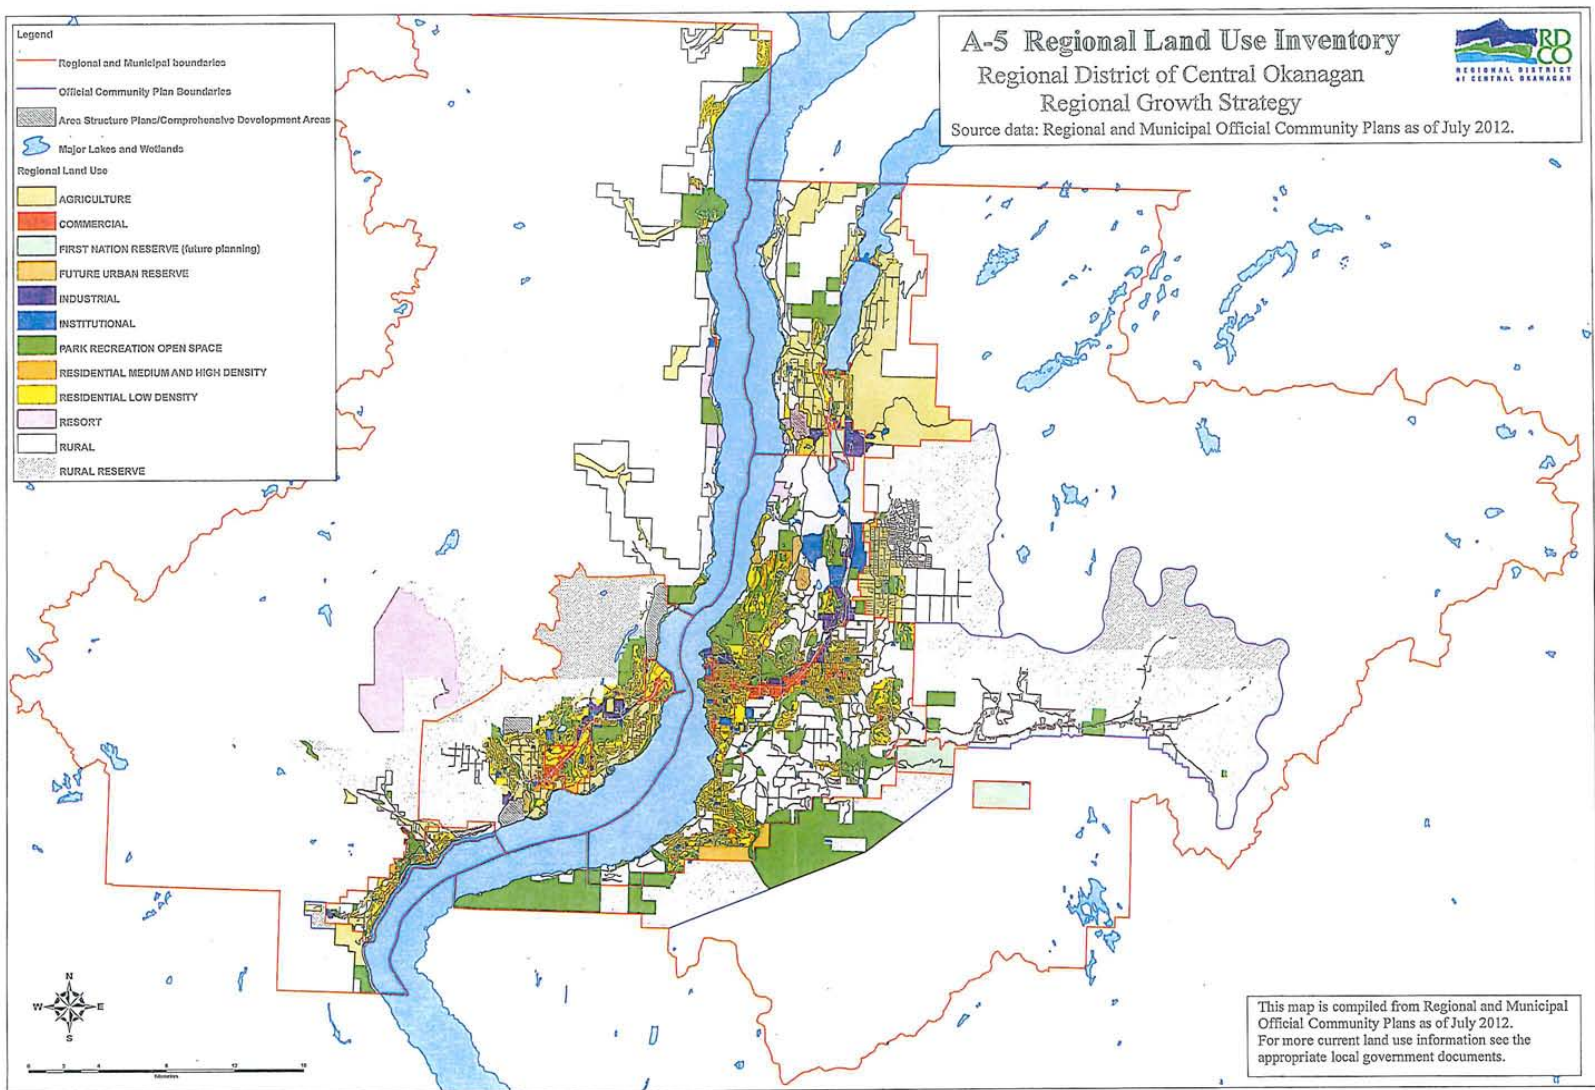 Legend
Regional and Municipal boundaries
Official Community Plan Boundaries
Area Structure Plans/Comprehensive Development Areas
Major Lakes and Wetlands
Regional Land Use
AGRICULTURE
COMMERCIAL
FIRST NATION RESERVE (future planning)
FUTURE URBAN RESERVE
INDUSTRIAL
INSTITUTIONAL
PARK RECREATION OPEN SPACE
RESIDENTIAL MEDIUM AND HIGH DENSITY
RESIDENTIAL LOW DENSITY
RESORT
RURAL
RURAL RESERVE
A-5 Regional Land Use Inventory
Regional District of Central Okanagan
Regional Growth Strategy
Source data: Regional and Municipal Official Community Plans as of July 2012.
RD
CO
REGIONAL DISTRICT
of CENTRAL OKANAGAN
N
W E
S
This map is compiled from Regional and Municipal
Official Community Plans as of July 2012.
For more current land use information see the
appropriate local government documents.